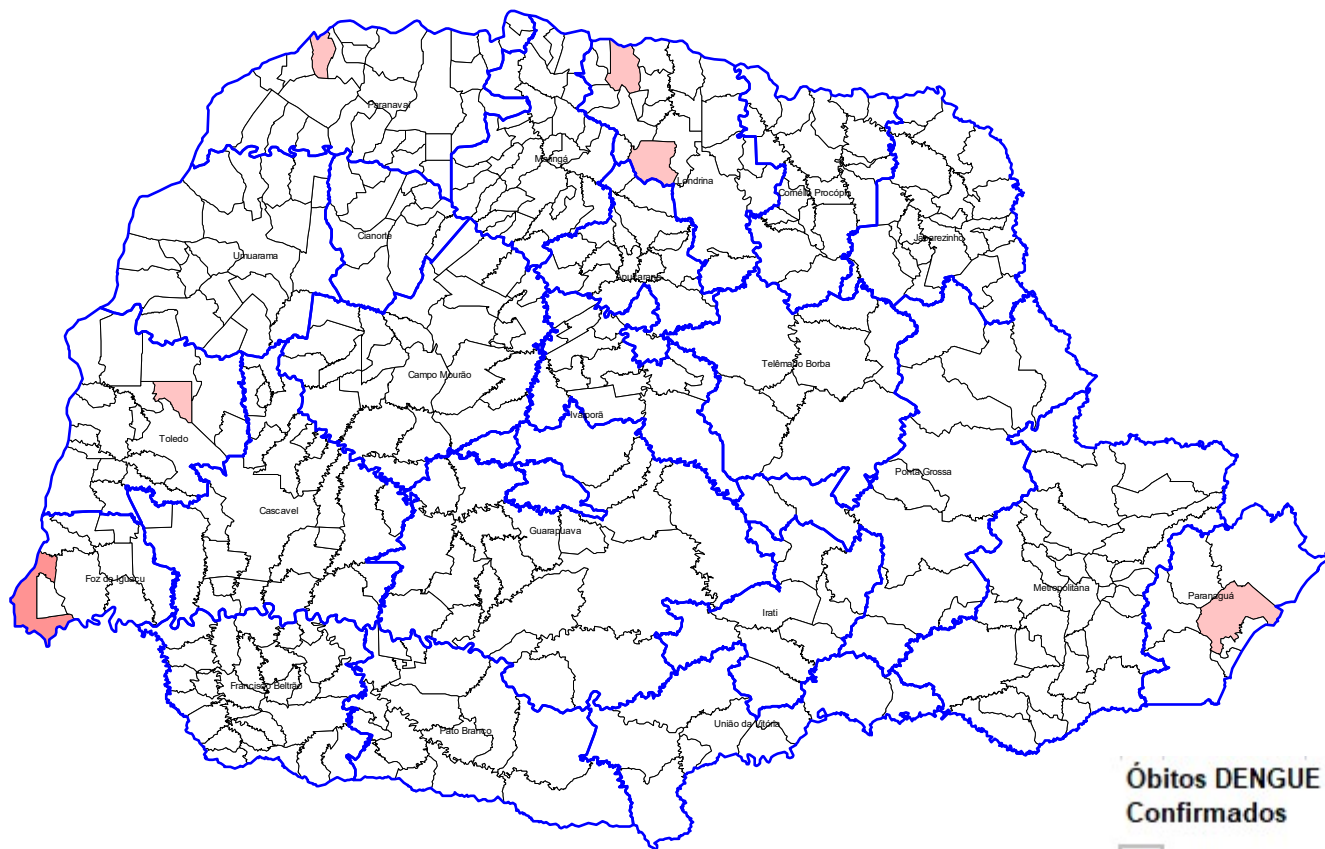 Paranavaí
Maringá
Londrina
Cornélio Procópio
Cianorte
Umuarama
Jacarezinho
Apucarana
Telêmaco Borba
Campo Mourão
Ivaiporã
Toledo
Ponta Grossa
Cascavel
Guarapuava
Foz de Iguaçu
Metropolitana
Paranaguá
Irati
Francisco Beltrão
União da Vitória
Pato Branco
Óbitos DENGUE
Confirmados